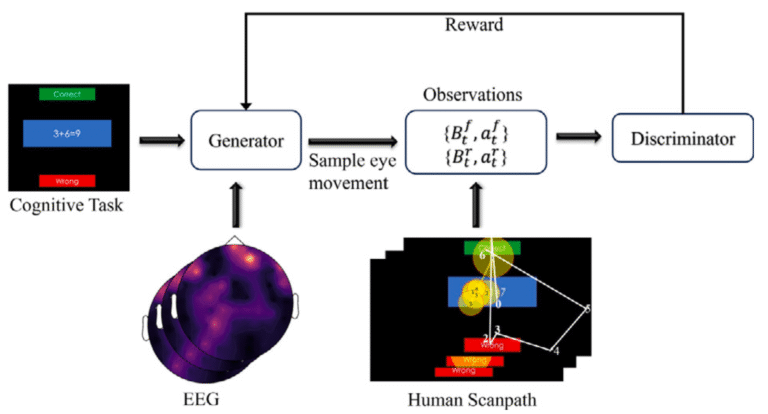 Reward
Correct
3+6=9
Wrong
Cognitive Task
Generator
Sample eye
movement
Observations
{B_t^f, a_t^f}
{B_t^r, a_t^r}
Discriminator
EEG
Correct
6
7
0
5
3
2
4
Wrong
Wrong
Wrong
Human Scanpath